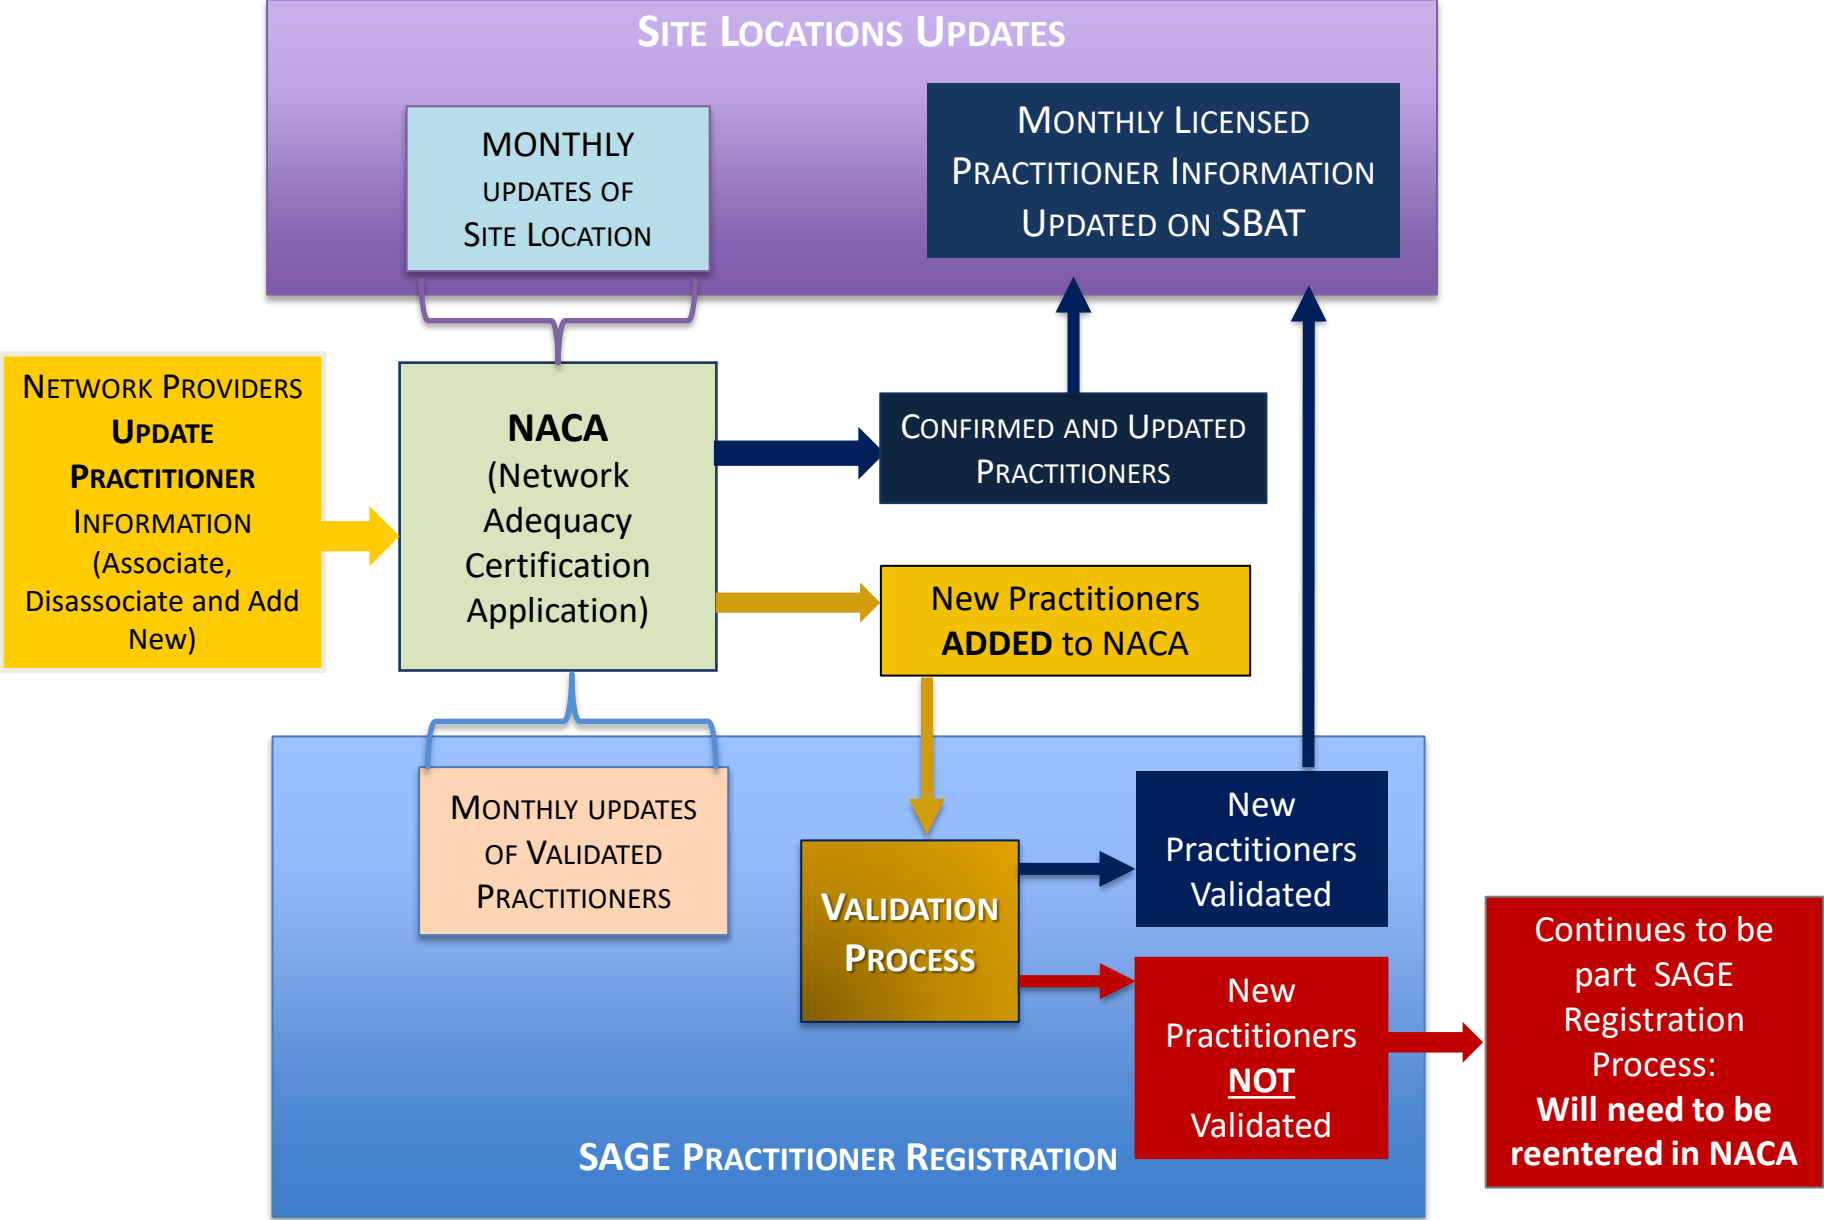 SITE LOCATIONS UPDATES
MONTHLY
UPDATES OF
SITE LOCATION
MONTHLY LICENSED
PRACTITIONER INFORMATION
UPDATED ON SBAT
NETWORK PROVIDERS
UPDATE
PRACTITIONER
INFORMATION
(Associate,
Disassociate and Add
New)
NACA
(Network
Adequacy
Certification
Application)
CONFIRMED AND UPDATED
PRACTITIONERS
New Practitioners
ADDED to NACA
MONTHLY UPDATES
OF VALIDATED
PRACTITIONERS
VALIDATION
PROCESS
New
Practitioners
Validated
New
Practitioners
NOT
Validated
Continues to be
part SAGE
Registration
Process:
Will need to be
reentered in NACA
SAGE PRACTITIONER REGISTRATION